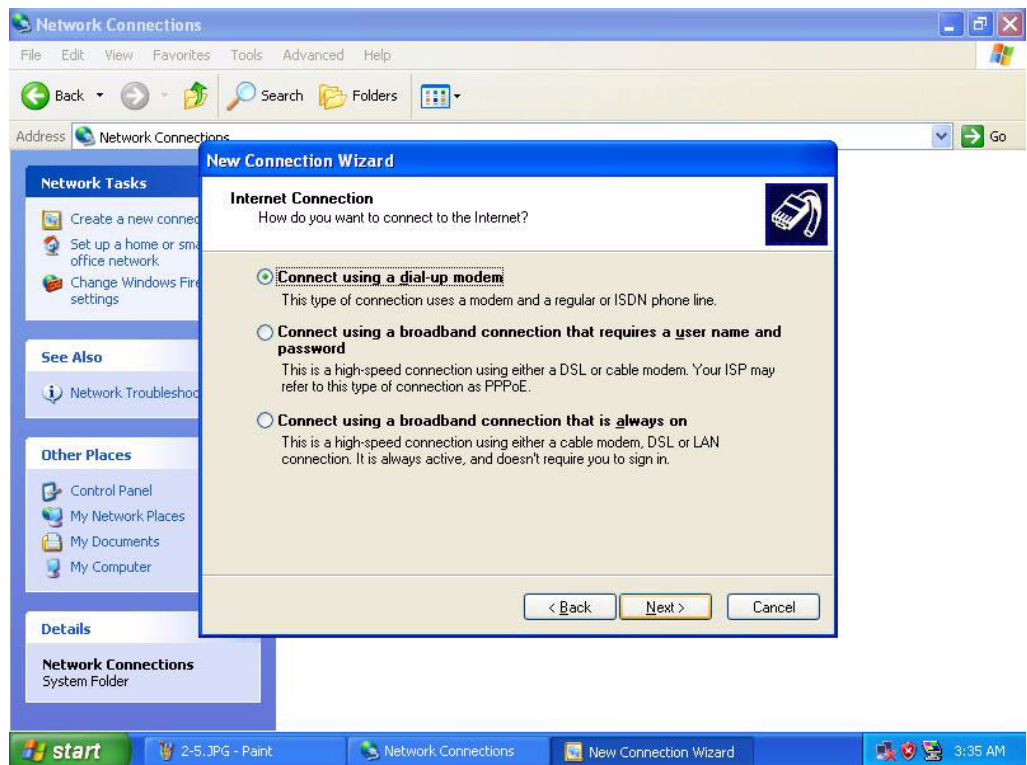 Network Connections
File Edit View Favorites Tools Advanced Help
Back Search Folders
Address Network Connections Go
New Connection Wizard
Internet Connection
How do you want to connect to the Internet?
Connect using a dial-up modem
This type of connection uses a modem and a regular or ISDN phone line.
Connect using a broadband connection that requires a user name and
password
This is a high-speed connection using either a DSL or cable modem. Your ISP may
refer to this type of connection as PPPoE.
Connect using a broadband connection that is always on
This is a high-speed connection using either a cable modem, DSL or LAN
connection. It is always active, and doesn't require you to sign in.
< Back Next > Cancel
Network Tasks
Create a new connec
Set up a home or sma
office network
Change Windows Fire
settings
See Also
Network Troubleshoo
Other Places
Control Panel
My Network Places
My Documents
My Computer
Details
Network Connections
System Folder
start 2-5.JPG - Paint Network Connections New Connection Wizard 3:35 AM